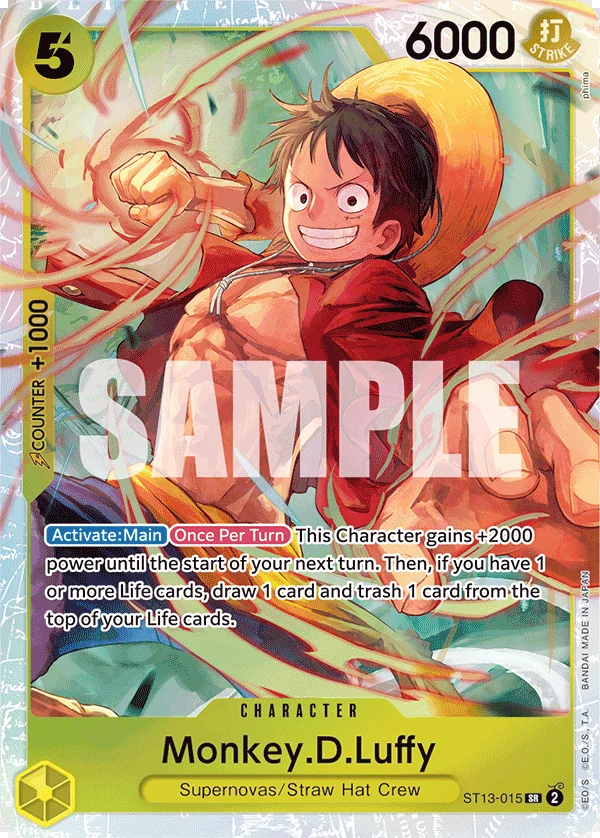 5
6000
打
STRIKE
phima
COUNTER +1000
SAMPLE
Activate:Main Once Per Turn This Character gains +2000
power until the start of your next turn. Then, if you have 1
or more Life cards, draw 1 card and trash 1 card from the
top of your Life cards.
©E.O./S., T.A. BANDAI MADE IN JAPAN
©E.O/S
CHARACTER
Monkey.D.Luffy
Supernovas/Straw Hat Crew
ST13-015 SR 2